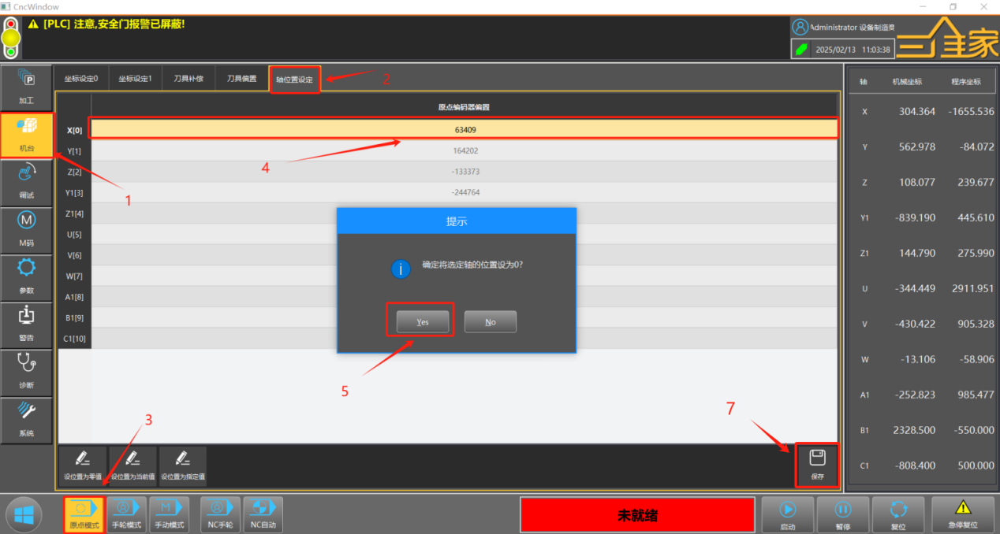 CncWindow
[PLC] 注意,安全门报警已屏蔽!
Administrator 设备制造商
2025/02/13 11:03:38
三佳家
坐标设定0 坐标设定1 刀具补偿 刀具偏置 轴位置设定
2
加工
机台
调试
M
M码
参数
警告
诊断
系统
原点编码器偏置
X[0] 63409
Y[1] 164202
Z[2] -133373
Y1[3] -244764
Z1[4]
U[5]
V[6]
W[7]
A1[8]
B1[9]
C1[10]
4
1
提示
确定将选定轴的位置设为0?
Yes No
5
3
7
设位置为零值 设位置为当前值 设位置为指定值
保存
轴 机械坐标 程序坐标
X 304.364 -1655.536
Y 562.978 -84.072
Z 108.077 239.677
Y1 -839.190 445.610
Z1 144.790 275.990
U -344.449 2911.951
V -430.422 905.328
W -13.106 -58.906
A1 -252.823 985.477
B1 2328.500 -550.000
C1 -808.400 500.000
原点模式 手轮模式 手动模式 NC手轮 NC自动
未就绪
启动 暂停 复位 急停复位